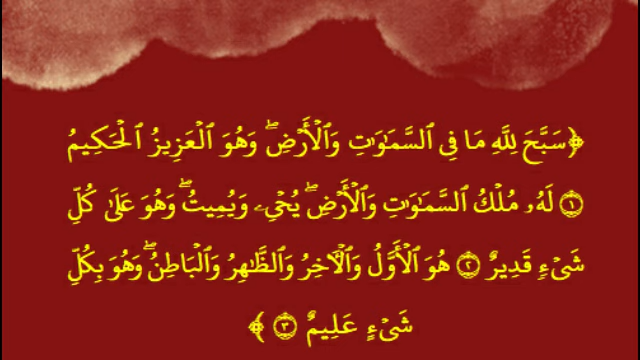 ﴿سَبَّحَ لِلَّهِ مَا فِي ٱلسَّمَٰوَٰتِ وَٱلْأَرْضِۖ وَهُوَ ٱلْعَزِيزُ ٱلْحَكِيمُ
١ لَهُۥ مُلْكُ ٱلسَّمَٰوَٰتِ وَٱلْأَرْضِۖ يُحْيِۦ وَيُمِيتُۖ وَهُوَ عَلَىٰ كُلِّ
شَيْءٖ قَدِيرٌ ٢ هُوَ ٱلْأَوَّلُ وَٱلْأٓخِرُ وَٱلظَّٰهِرُ وَٱلْبَاطِنُۖ وَهُوَ بِكُلِّ
شَيْءٍ عَلِيمٌ ٣ ﴾